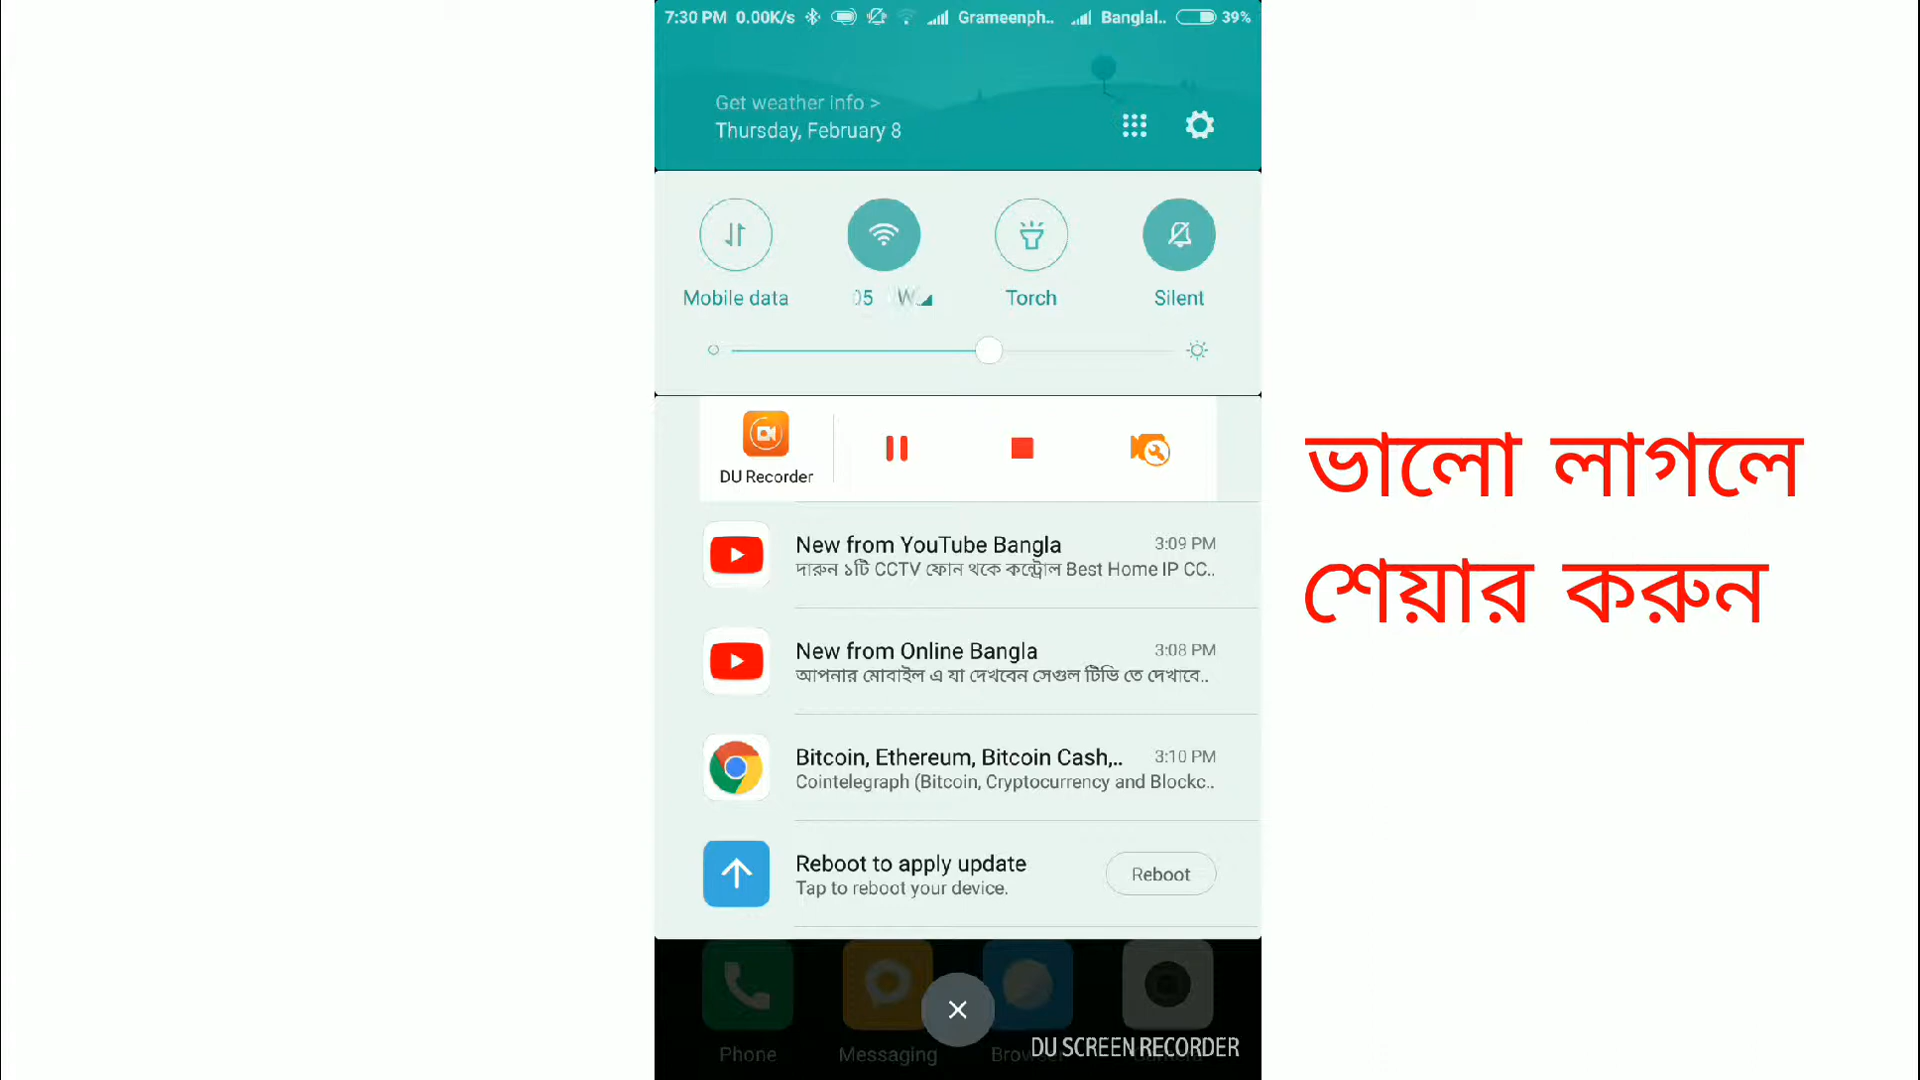 7:30 PM 0.00K/s Grameenph.. Banglal.. 39%
Get weather info >
Thursday, February 8
Mobile data
Torch
Silent
DU Recorder
New from YouTube Bangla 3:09 PM
দারুন ১টি CCTV ফোন থকে কন্ট্রোল Best Home IP CC..
New from Online Bangla 3:08 PM
আপনার মোবাইল এ যা দেখবেন সেগুল টিভি তে দেখাবে..
Bitcoin, Ethereum, Bitcoin Cash,.. 3:10 PM
Cointelegraph (Bitcoin, Cryptocurrency and Blockc..
Reboot to apply update
Tap to reboot your device.
Reboot
ভালো লাগলে
শেয়ার করুন
Phone
Messaging
DU SCREEN RECORDER